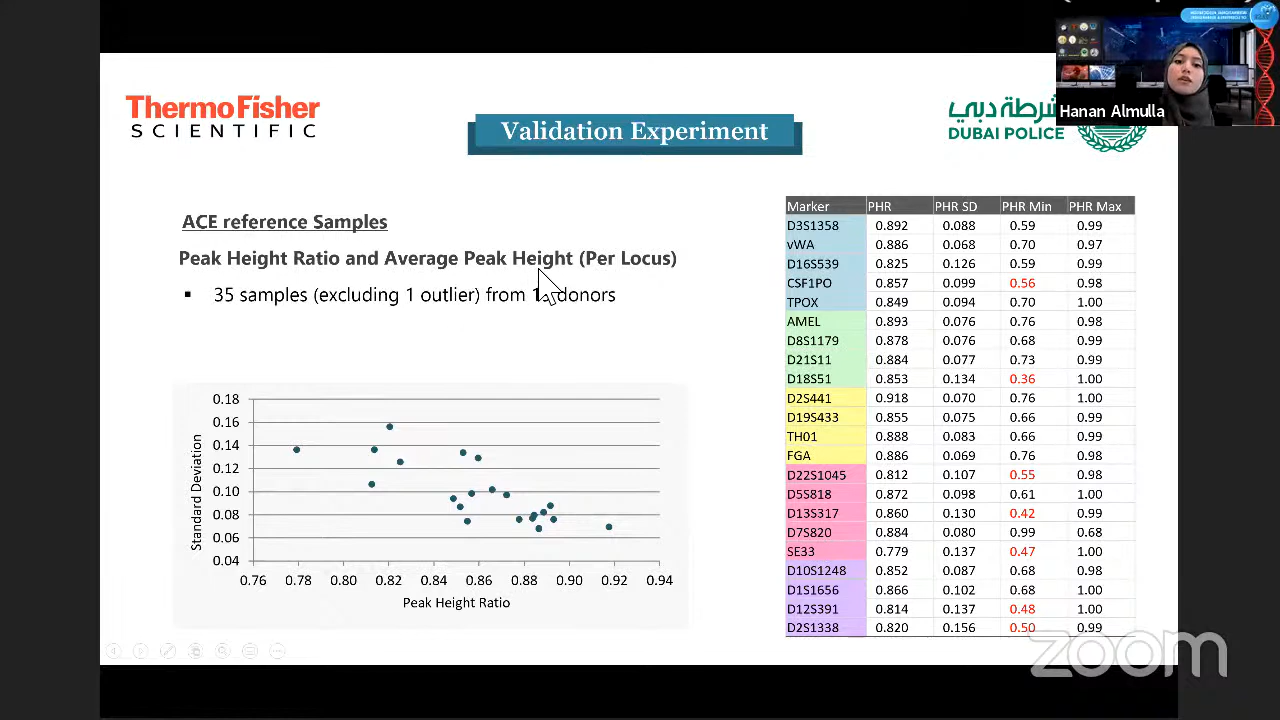 ThermoFisher
SCIENTIFIC
Validation Experiment
شرطة دبي
DUBAI POLICE
Hanan Almulla
ACE reference Samples
Peak Height Ratio and Average Peak Height (Per Locus)
▪ 35 samples (excluding 1 outlier) from donors
Standard Deviation
0.18
0.16
0.14
0.12
0.10
0.08
0.06
0.04
0.76 0.78 0.80 0.82 0.84 0.86 0.88 0.90 0.92 0.94
Peak Height Ratio
Marker PHR PHR SD PHR Min PHR Max
D3S1358 0.892 0.088 0.59 0.99
vWA 0.886 0.068 0.70 0.97
D16S539 0.825 0.126 0.59 0.99
CSF1PO 0.857 0.099 0.56 0.98
TPOX 0.849 0.094 0.70 1.00
AMEL 0.893 0.076 0.76 0.98
D8S1179 0.878 0.076 0.68 0.99
D21S11 0.884 0.077 0.73 0.99
D18S51 0.853 0.134 0.36 1.00
D2S441 0.918 0.070 0.76 1.00
D19S433 0.855 0.075 0.66 0.99
TH01 0.888 0.083 0.66 0.99
FGA 0.886 0.069 0.76 0.98
D22S1045 0.812 0.107 0.55 0.98
D5S818 0.872 0.098 0.61 1.00
D13S317 0.860 0.130 0.42 0.99
D7S820 0.884 0.080 0.99 0.68
SE33 0.779 0.137 0.47 1.00
D10S1248 0.852 0.087 0.68 0.98
D1S1656 0.866 0.102 0.68 1.00
D12S391 0.814 0.137 0.48 1.00
D2S1338 0.820 0.156 0.50 0.99
zoom